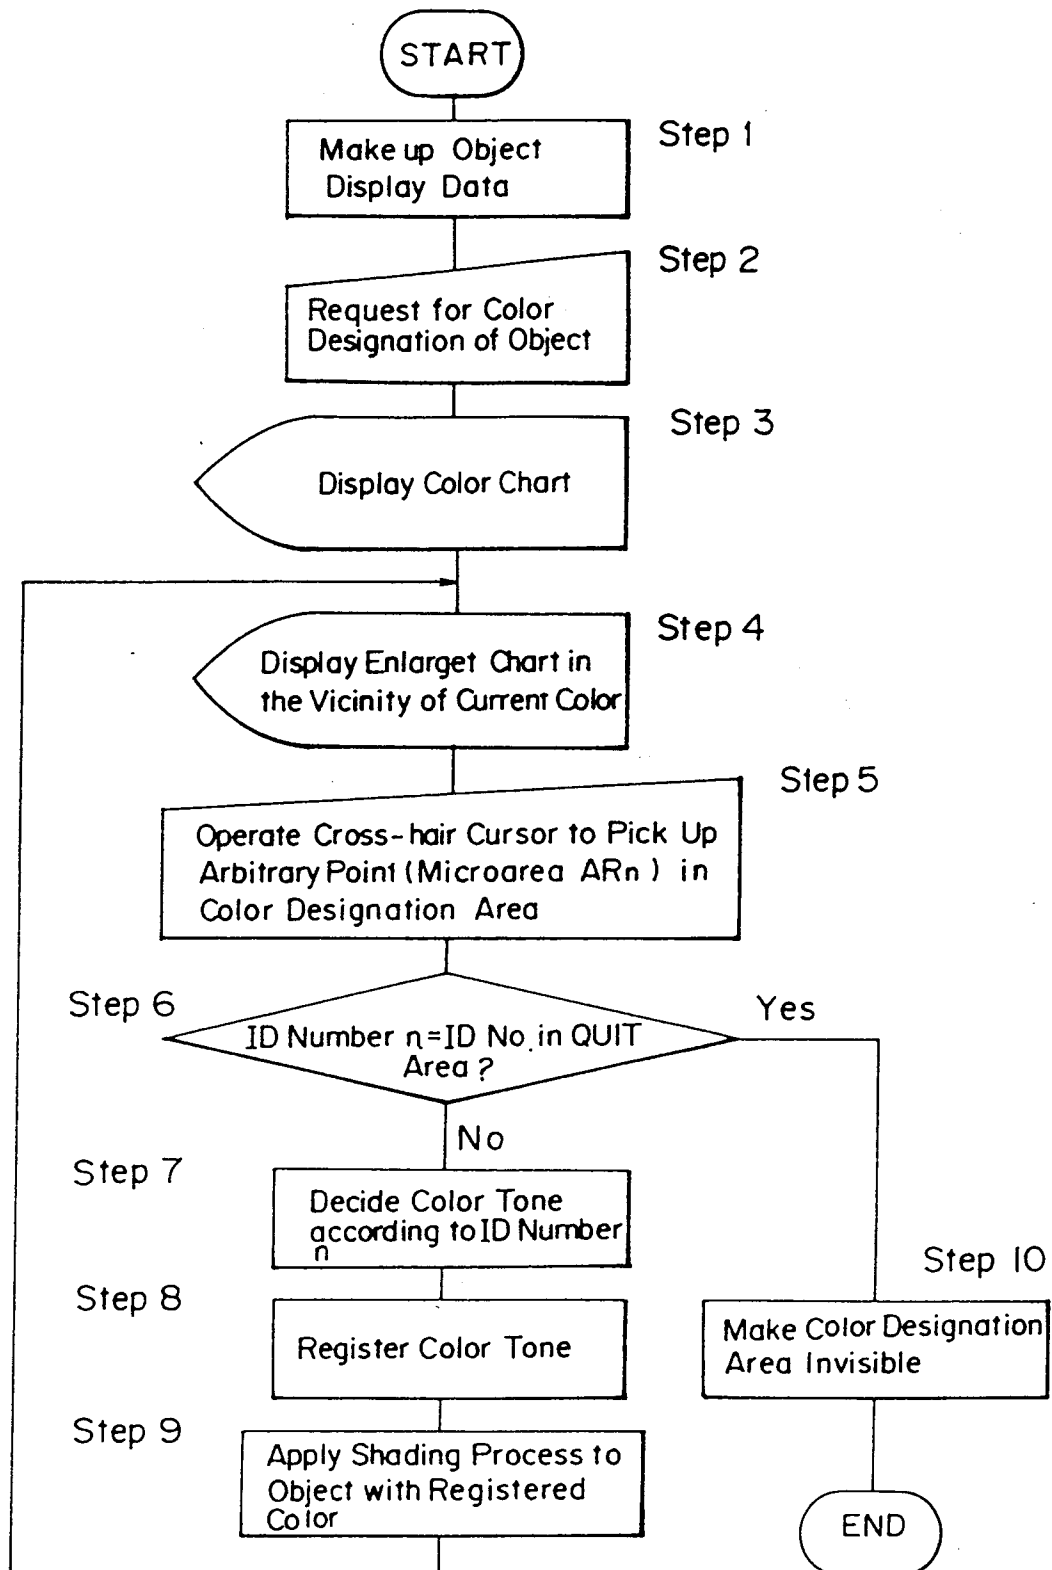 START
Step 1
Make up Object
Display Data
Step 2
Request for Color
Designation of Object
Step 3
Display Color Chart
Step 4
Display Enlarget Chart in
the Vicinity of Current Color
Step 5
Operate Cross-hair Cursor to Pick Up
Arbitrary Point (Microarea ARn) in
Color Designation Area
Step 6
ID Number n=ID No. in QUIT
Area?
Yes
No
Step 7
Decide Color Tone
according to ID Number
n
Step 8
Register Color Tone
Step 9
Apply Shading Process to
Object with Registered
Color
Step 10
Make Color Designation
Area Invisible
END